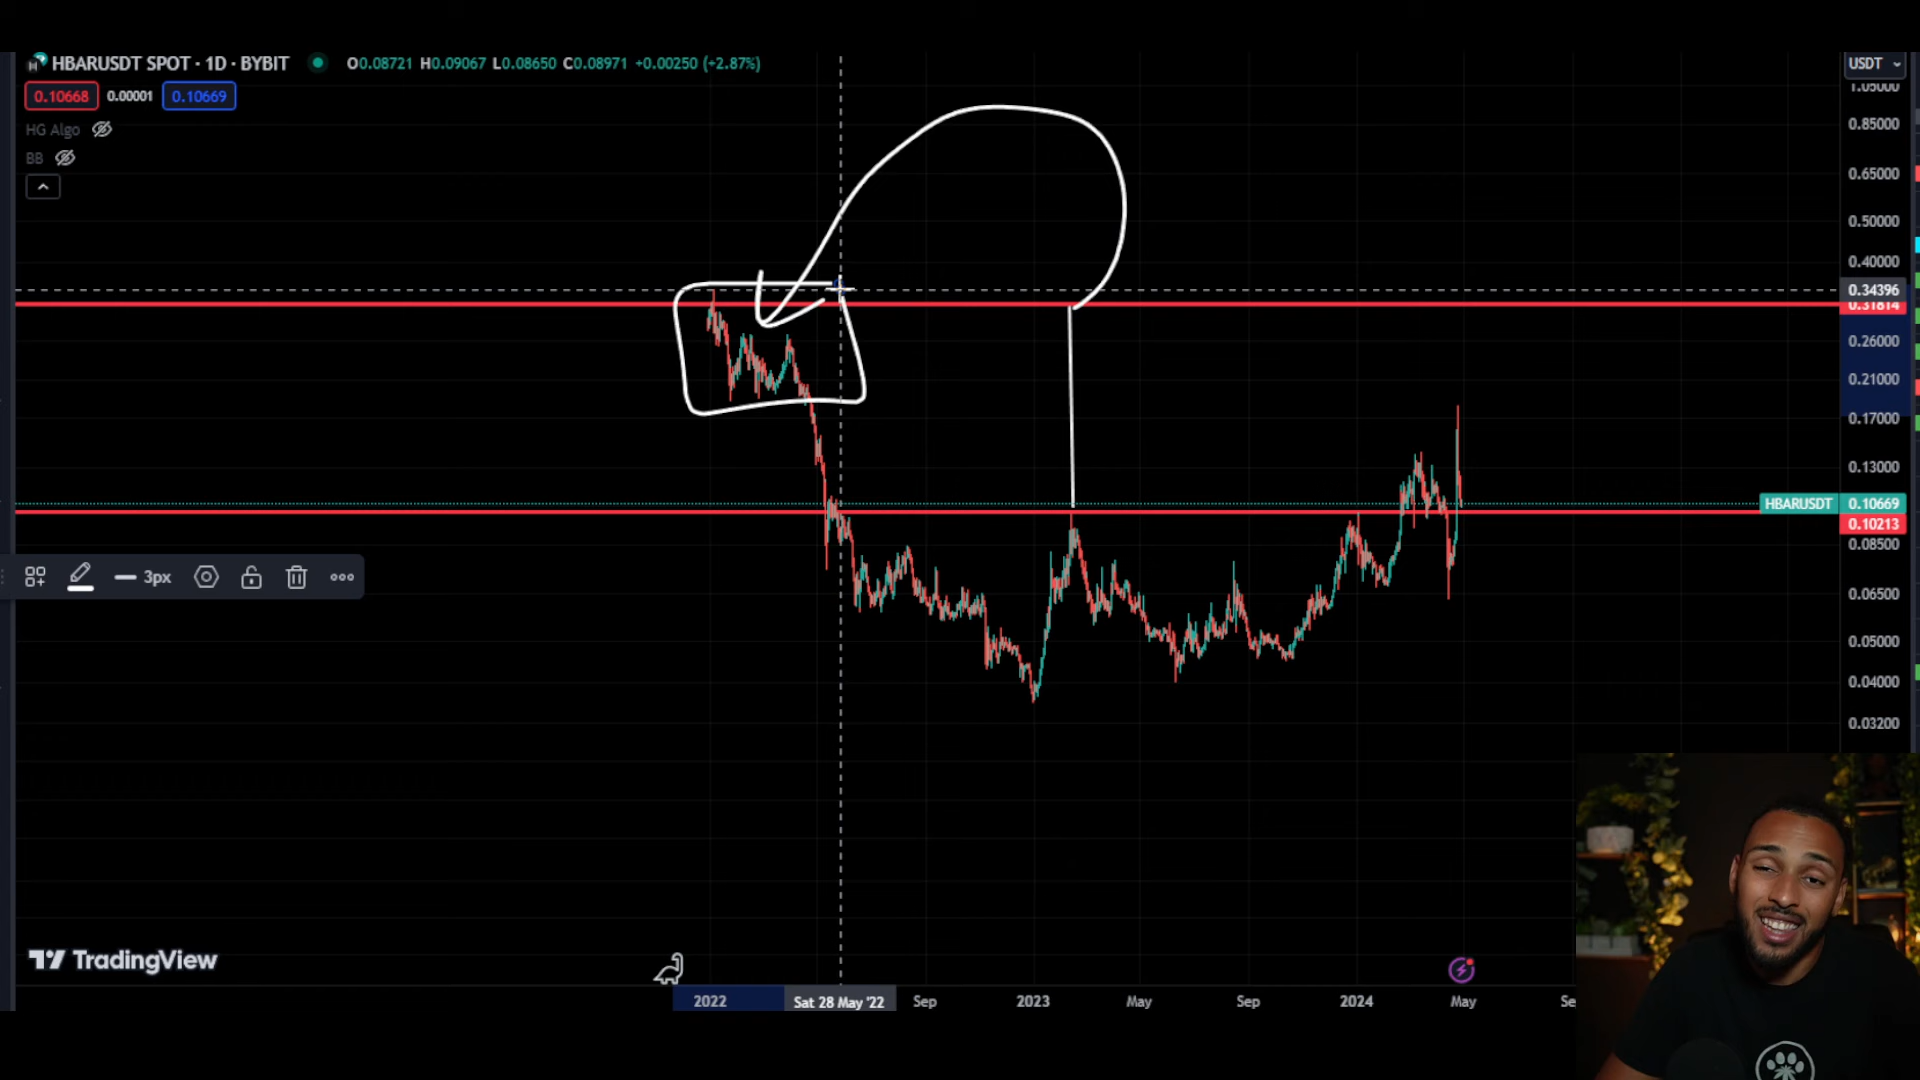 HBARUSDT SPOT · 1D · BYBIT O0.08721 H0.09067 L0.08650 C0.08971 +0.00250 (+2.87%)
USDT
0.10668 0.00001 0.10669
HG Algo
BB
1.05000
0.85000
0.65000
0.50000
0.40000
0.34396
0.31814
0.26000
0.21000
0.17000
0.13000
HBARUSDT 0.10669
0.10213
0.08500
3px
0.06500
0.05000
0.04000
0.03200
TradingView
2022 Sat 28 May '22 Sep 2023 May Sep 2024 May Se